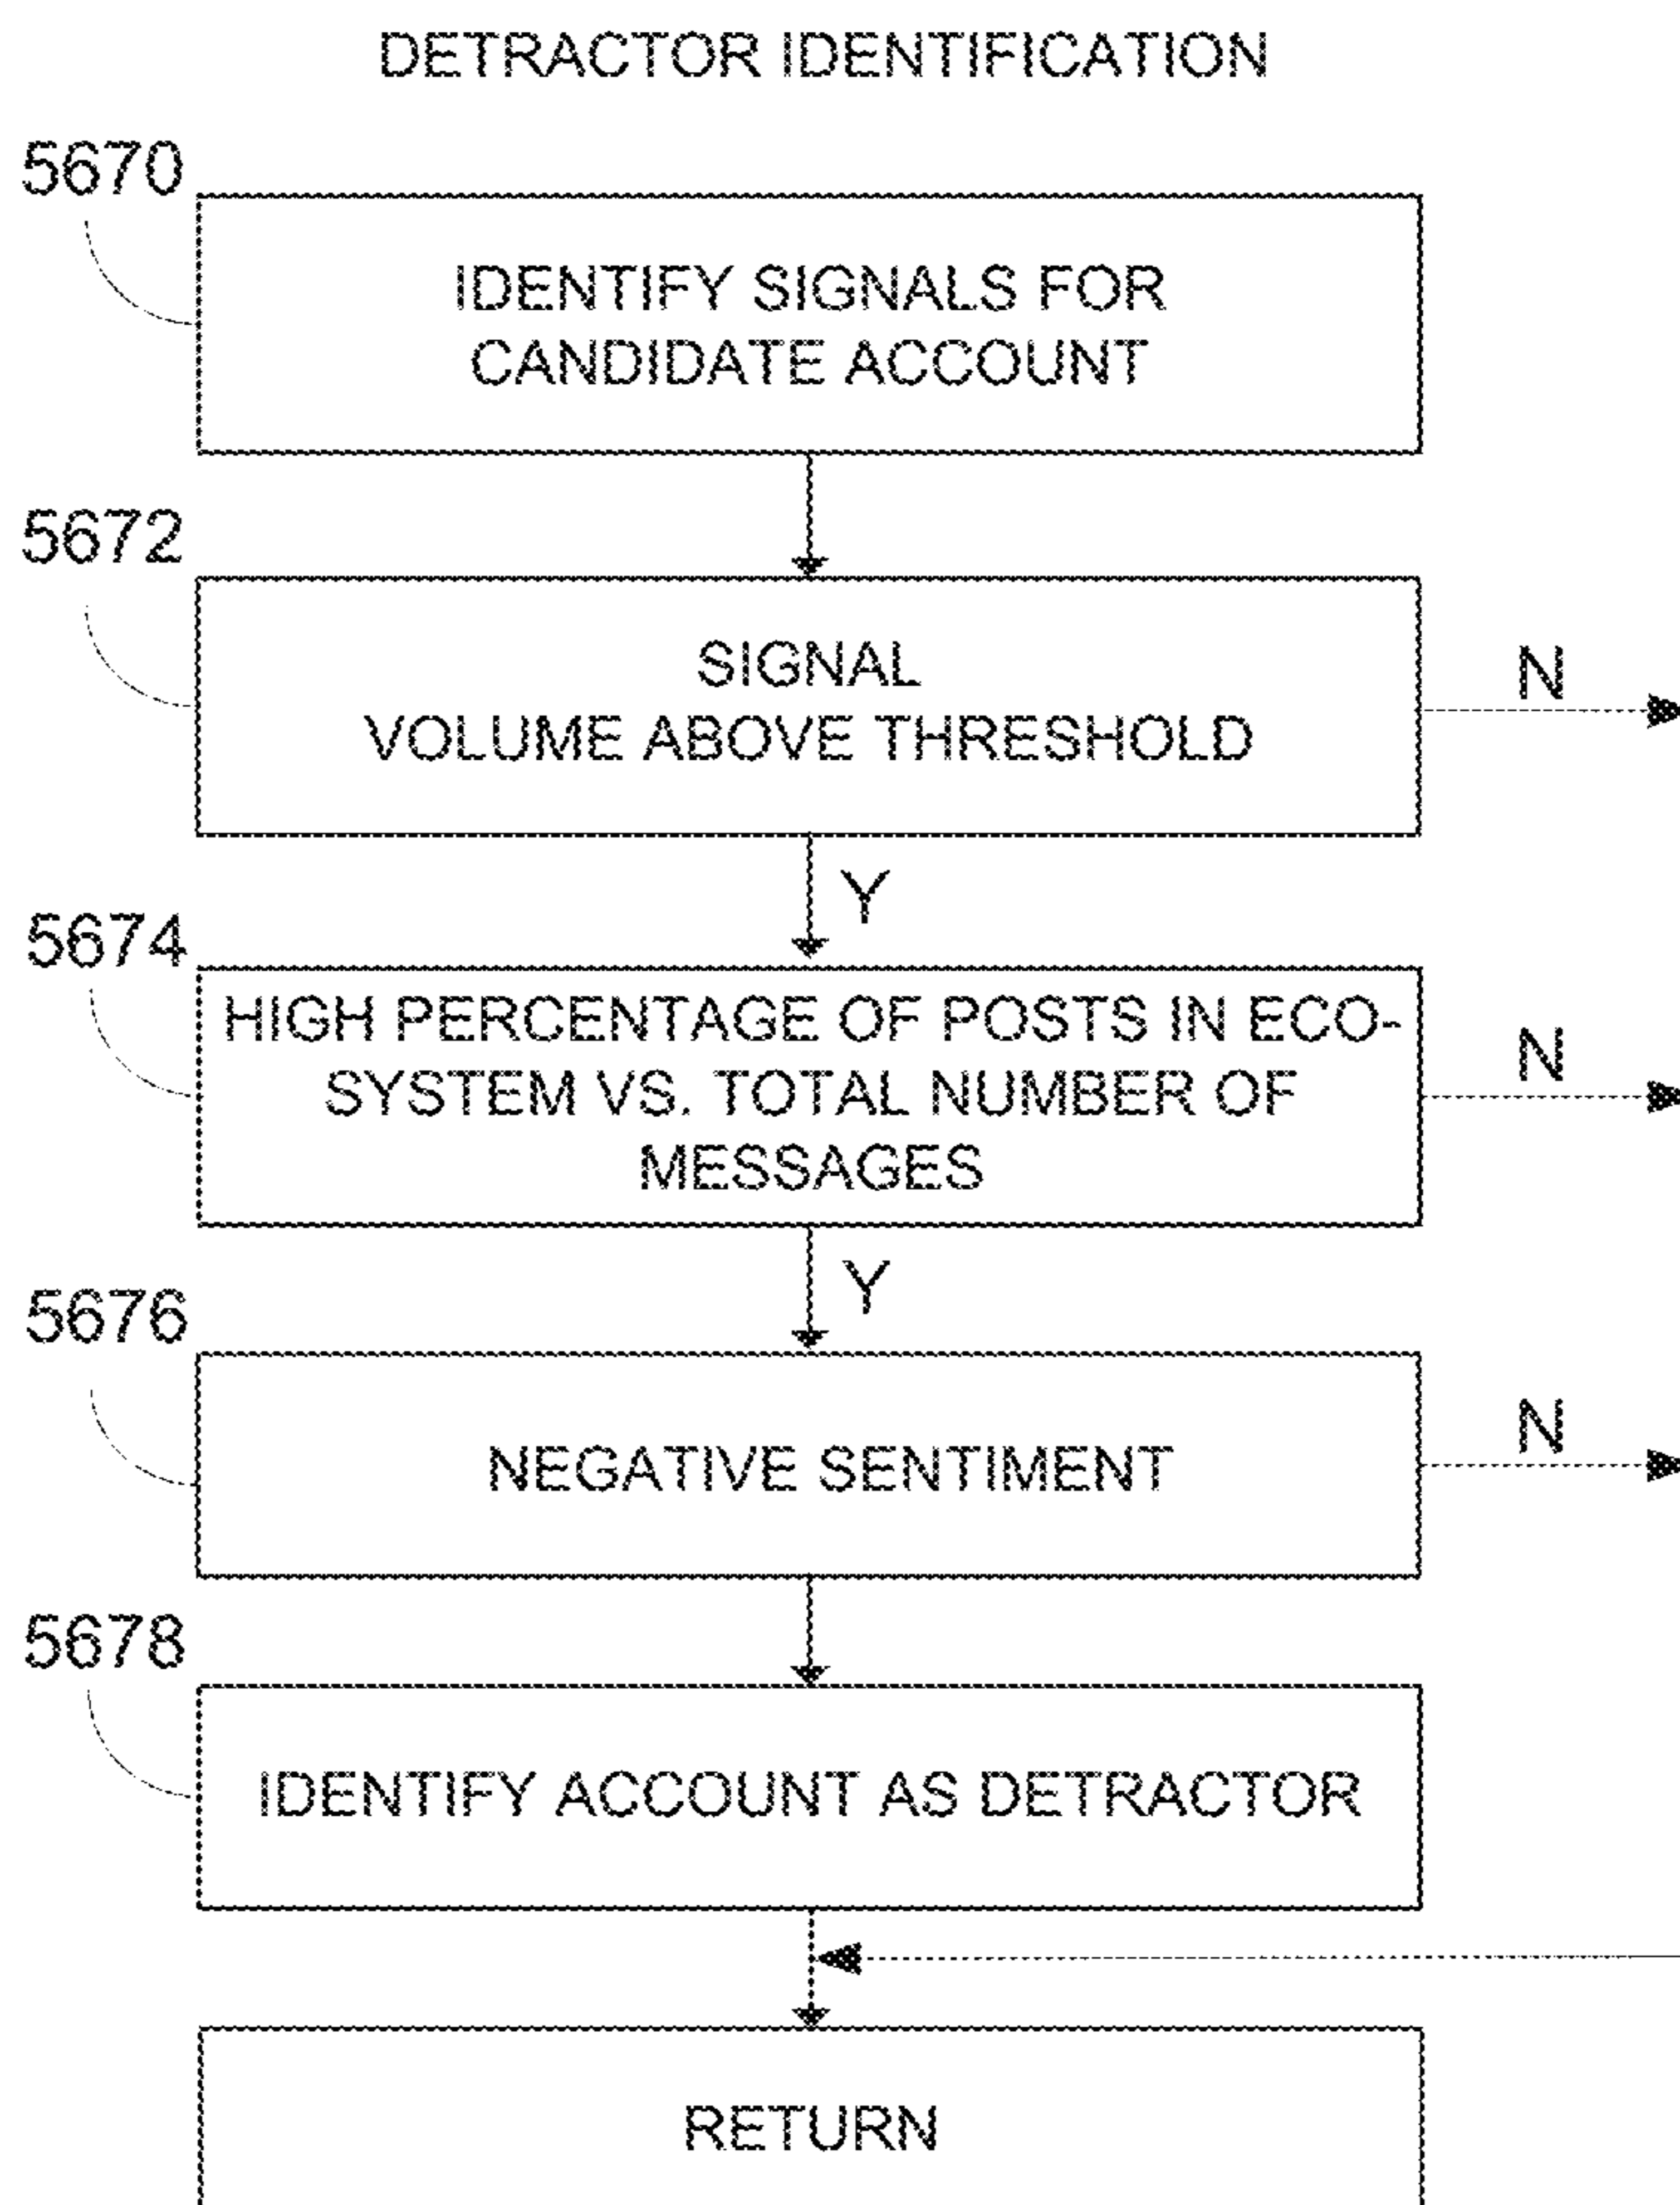 DETRACTOR IDENTIFICATION
5670
IDENTIFY SIGNALS FOR
CANDIDATE ACCOUNT
5672
SIGNAL
VOLUME ABOVE THRESHOLD
N
Y
5674
HIGH PERCENTAGE OF POSTS IN ECO-
SYSTEM VS. TOTAL NUMBER OF
MESSAGES
N
Y
5676
NEGATIVE SENTIMENT
N
5678
IDENTIFY ACCOUNT AS DETRACTOR
RETURN